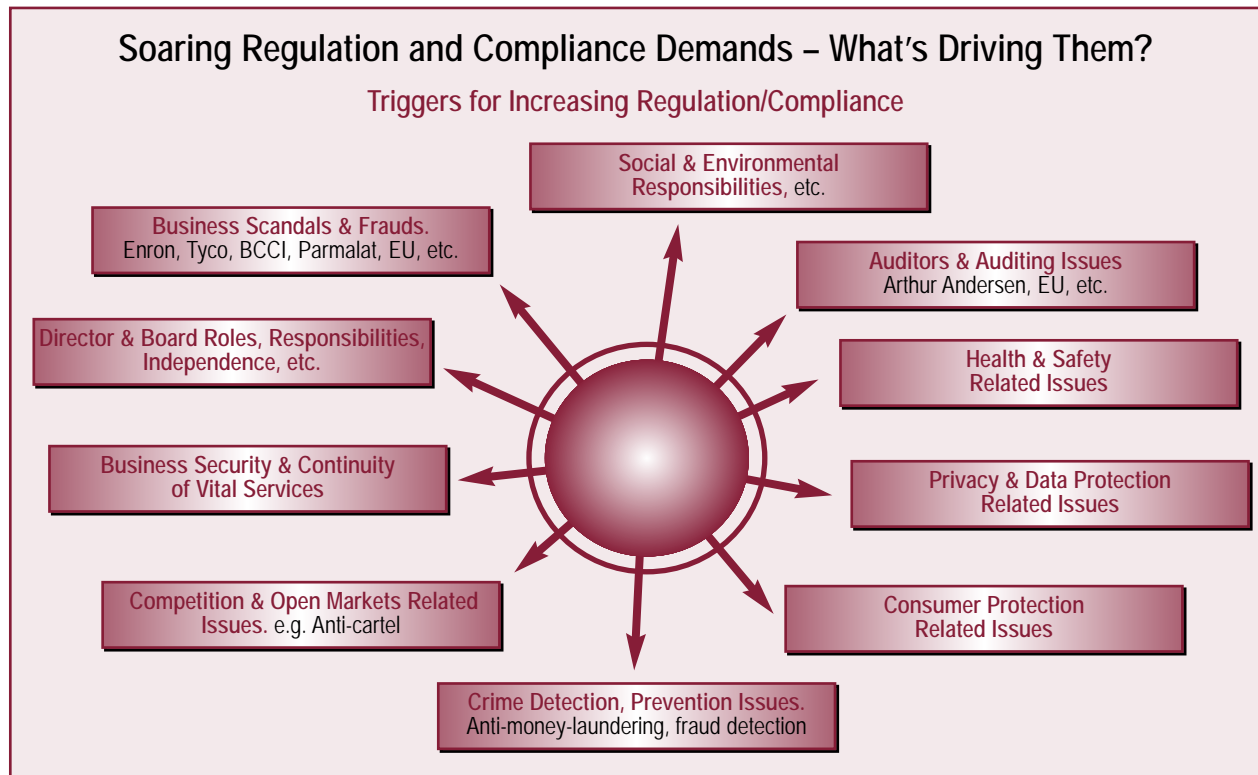 Soaring Regulation and Compliance Demands – What’s Driving Them?
Triggers for Increasing Regulation/Compliance
Social & Environmental
Responsibilities, etc.
Business Scandals & Frauds.
Enron, Tyco, BCCI, Parmalat, EU, etc.
Auditors & Auditing Issues
Arthur Andersen, EU, etc.
Director & Board Roles, Responsibilities,
Independence, etc.
Health & Safety
Related Issues
Business Security & Continuity
of Vital Services
Privacy & Data Protection
Related Issues
Competition & Open Markets Related
Issues. e.g. Anti-cartel
Consumer Protection
Related Issues
Crime Detection, Prevention Issues.
Anti-money-laundering, fraud detection